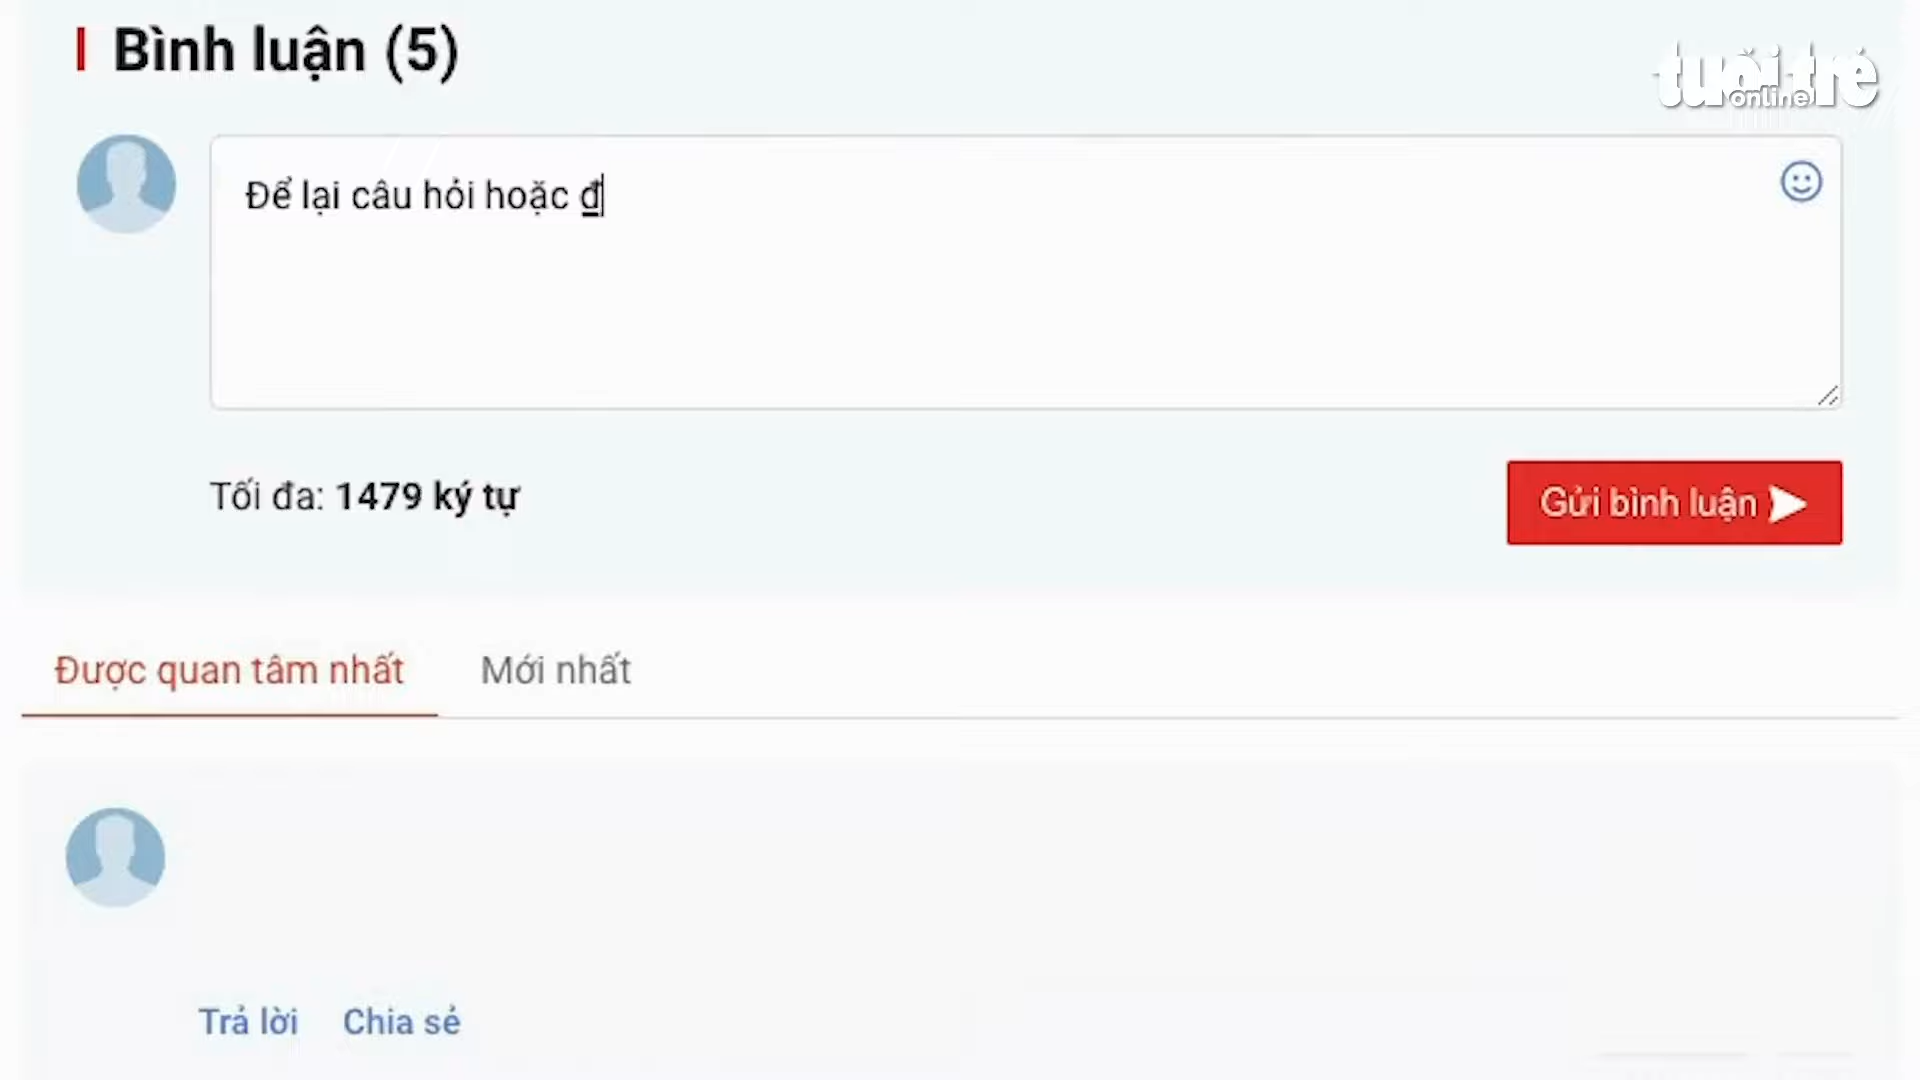 Bình luận (5)
tuổi trẻ
online
Để lại câu hỏi hoặc đ
Tối đa: 1479 ký tự
Gửi bình luận
Được quan tâm nhất
Mới nhất
Trả lời
Chia sẻ